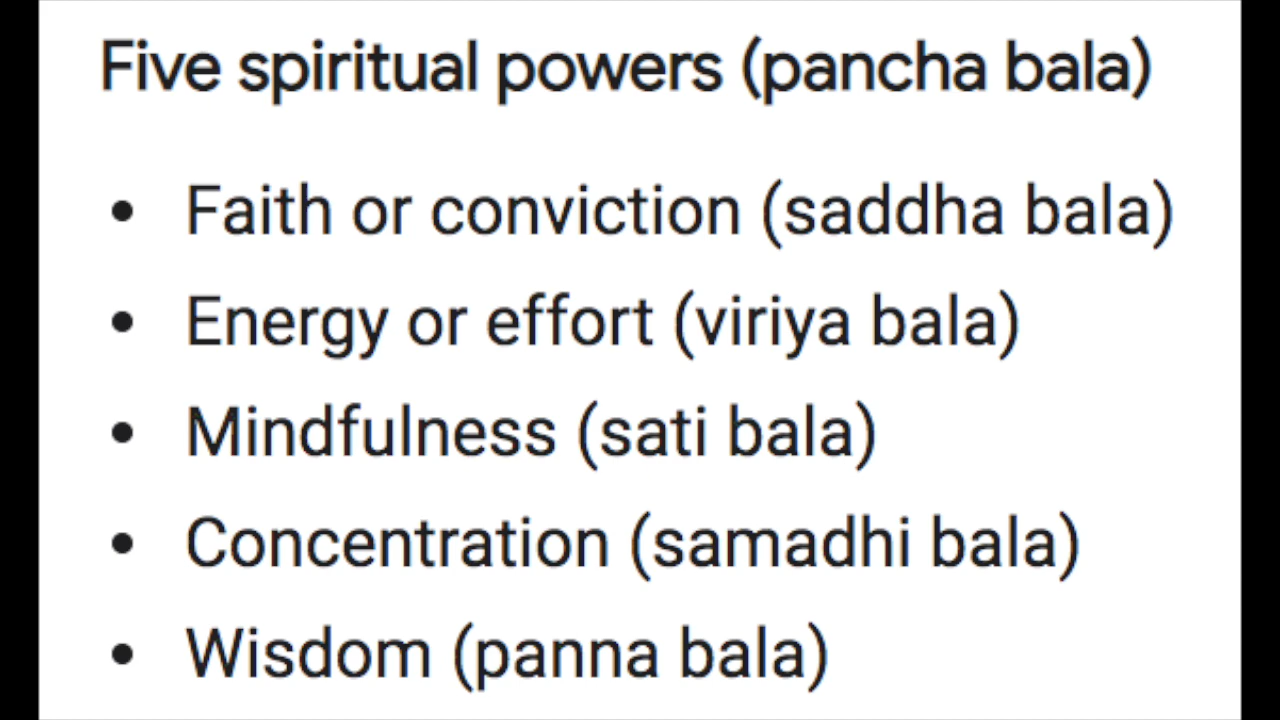 Five spiritual powers (pancha bala)
• Faith or conviction (saddha bala)
• Energy or effort (viriya bala)
• Mindfulness (sati bala)
• Concentration (samadhi bala)
• Wisdom (panna bala)